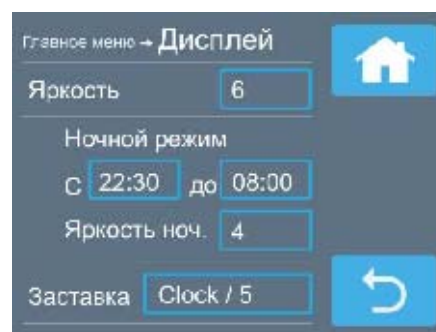 Главное меню → Дисплей
Яркость 6
Ночной режим
С 22:30 до 08:00
Яркость ноч. 4
Заставка Clock / 5